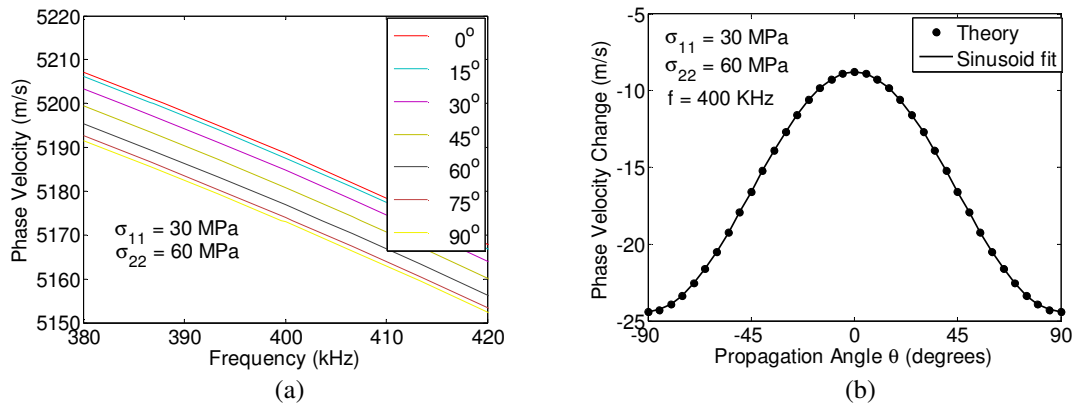 5220
5210
5200
5190
5180
5170
5160
5150
Phase Velocity (m/s)
380
390
400
410
420
Frequency (kHz)
σ11 = 30 MPa
σ22 = 60 MPa
0°
15°
30°
45°
60°
75°
90°
(a)
-5
-10
-15
-20
-25
Phase Velocity Change (m/s)
-90
-45
0
45
90
Propagation Angle θ (degrees)
σ11 = 30 MPa
σ22 = 60 MPa
f = 400 KHz
Theory
Sinusoid fit
(b)